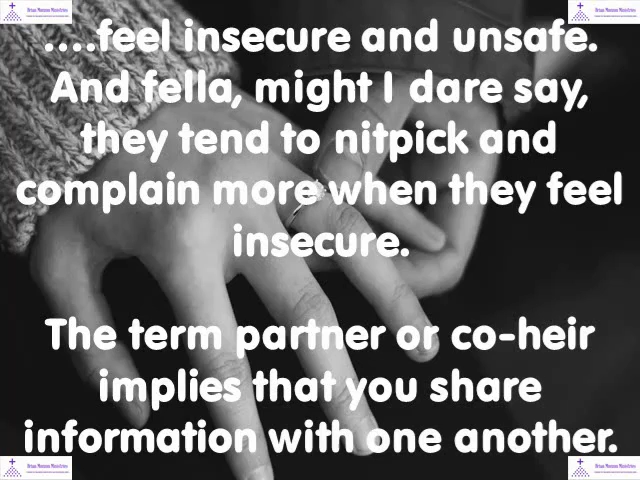 ....feel insecure and unsafe.
And fella, might I dare say,
they tend to nitpick and
complain more when they feel
insecure.
The term partner or co-heir
implies that you share
information with one another.